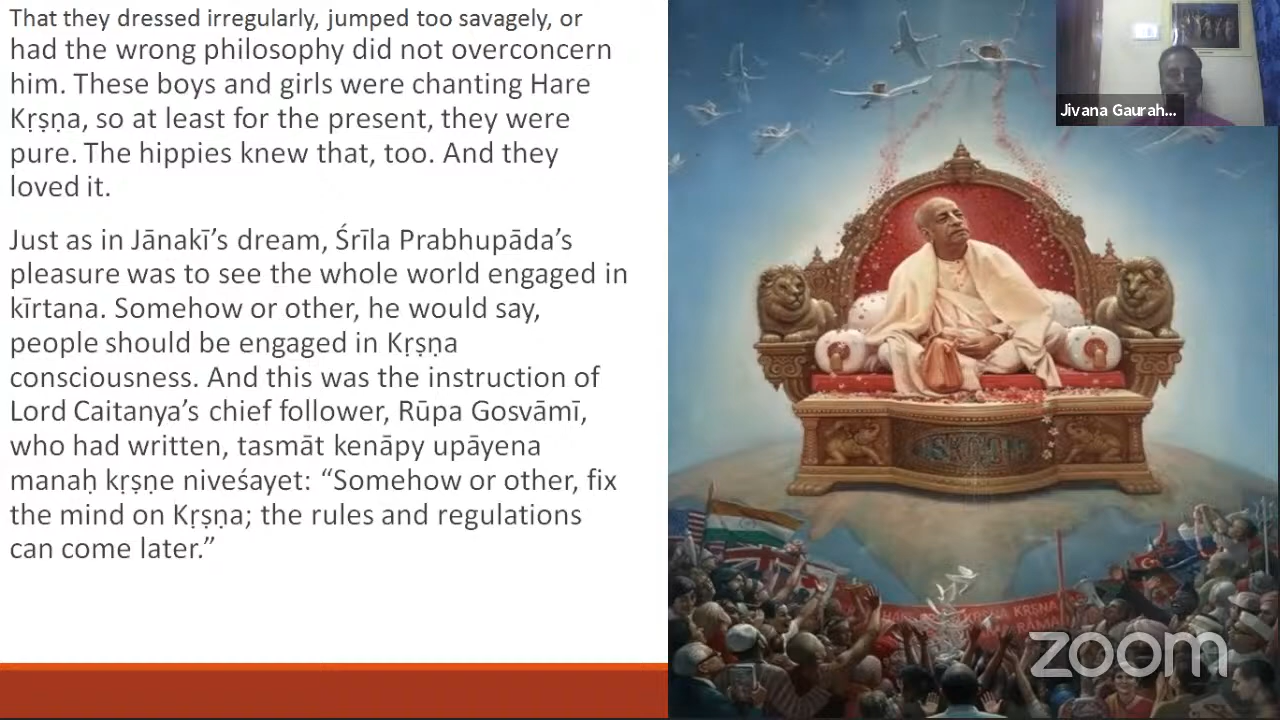 That they dressed irregularly, jumped too savagely, or
had the wrong philosophy did not overconcern
him. These boys and girls were chanting Hare
Kṛṣṇa, so at least for the present, they were
pure. The hippies knew that, too. And they
loved it.
Just as in Jānakī’s dream, Śrīla Prabhupāda’s
pleasure was to see the whole world engaged in
kīrtana. Somehow or other, he would say,
people should be engaged in Kṛṣṇa
consciousness. And this was the instruction of
Lord Caitanya’s chief follower, Rūpa Gosvāmī,
who had written, tasmāt kenāpy upāyena
manaḥ kṛṣṇe niveśayet: “Somehow or other, fix
the mind on Kṛṣṇa; the rules and regulations
can come later.”
Jivana Gaurah...
ISKCON
KRSNA KRSNA
RAMA
zoom